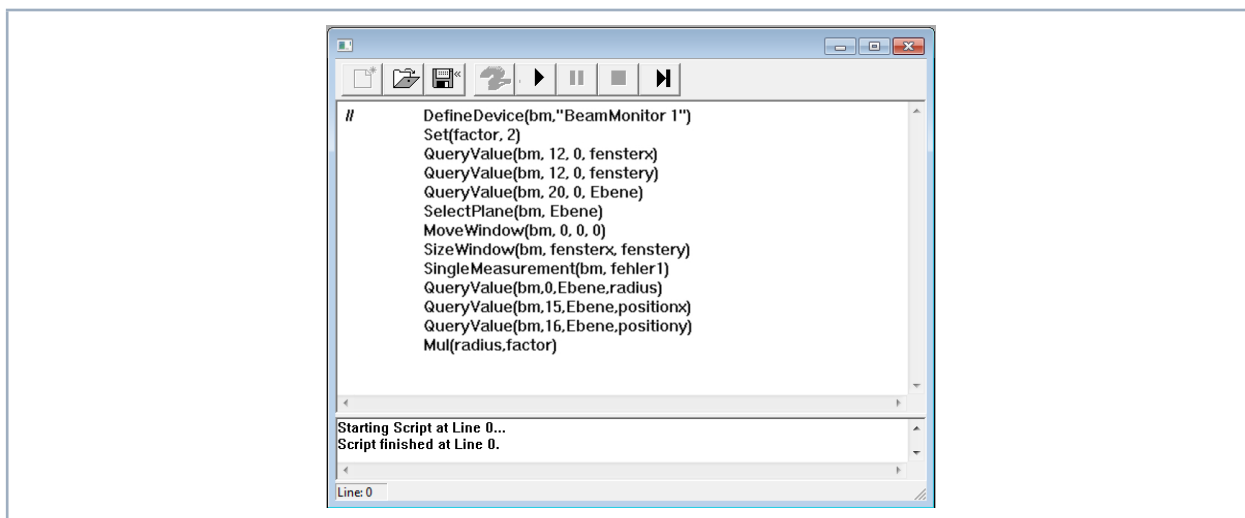 // DefineDevice(bm,"BeamMonitor 1")
Set(factor, 2)
QueryValue(bm, 12, 0, fensterx)
QueryValue(bm, 12, 0, fenstery)
QueryValue(bm, 20, 0, Ebene)
SelectPlane(bm, Ebene)
MoveWindow(bm, 0, 0, 0)
SizeWindow(bm, fensterx, fenstery)
SingleMeasurement(bm, fehler1)
QueryValue(bm,0,Ebene,radius)
QueryValue(bm,15,Ebene,positionx)
QueryValue(bm,16,Ebene,positiony)
Mul(radius,factor)
Starting Script at Line 0...
Script finished at Line 0.
Line: 0